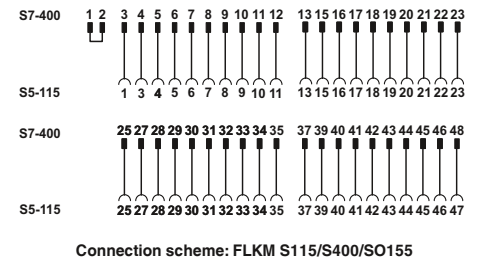 S7-400 1 2 3 4 5 6 7 8 9 10 11 12 13 15 16 17 18 19 20 21 22 23
S5-115 1 3 4 5 6 7 8 9 10 11 13 15 16 17 18 19 20 21 22 23
S7-400 25 27 28 29 30 31 32 33 34 35 37 39 40 41 42 43 44 45 46 48
S5-115 25 27 28 29 30 31 32 33 34 35 37 39 40 41 42 43 44 45 46 47
Connection scheme: FLKM S115/S400/SO155